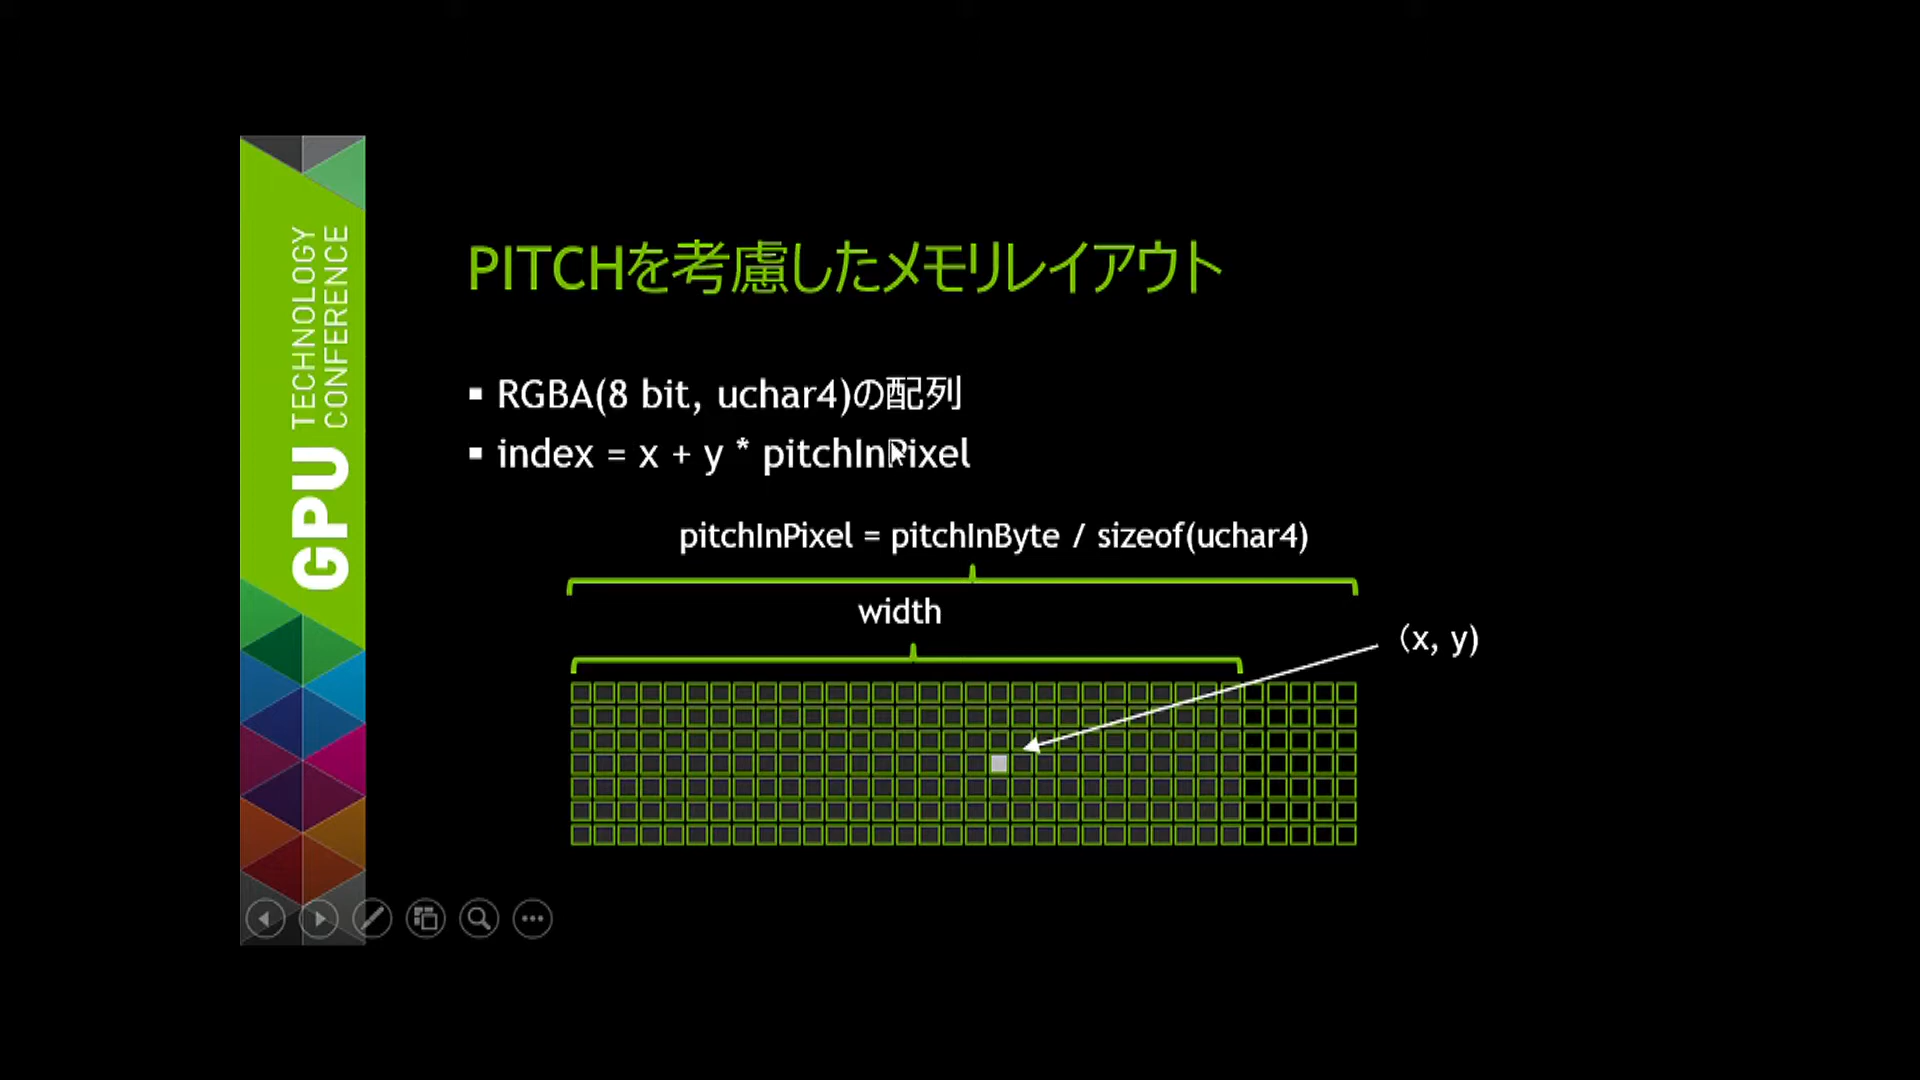 GPU TECHNOLOGY
CONFERENCE
PITCHを考慮したメモリレイアウト
▪ RGBA(8 bit, uchar4)の配列
▪ index = x + y * pitchInPixel
pitchInPixel = pitchInByte / sizeof(uchar4)
width
(x, y)